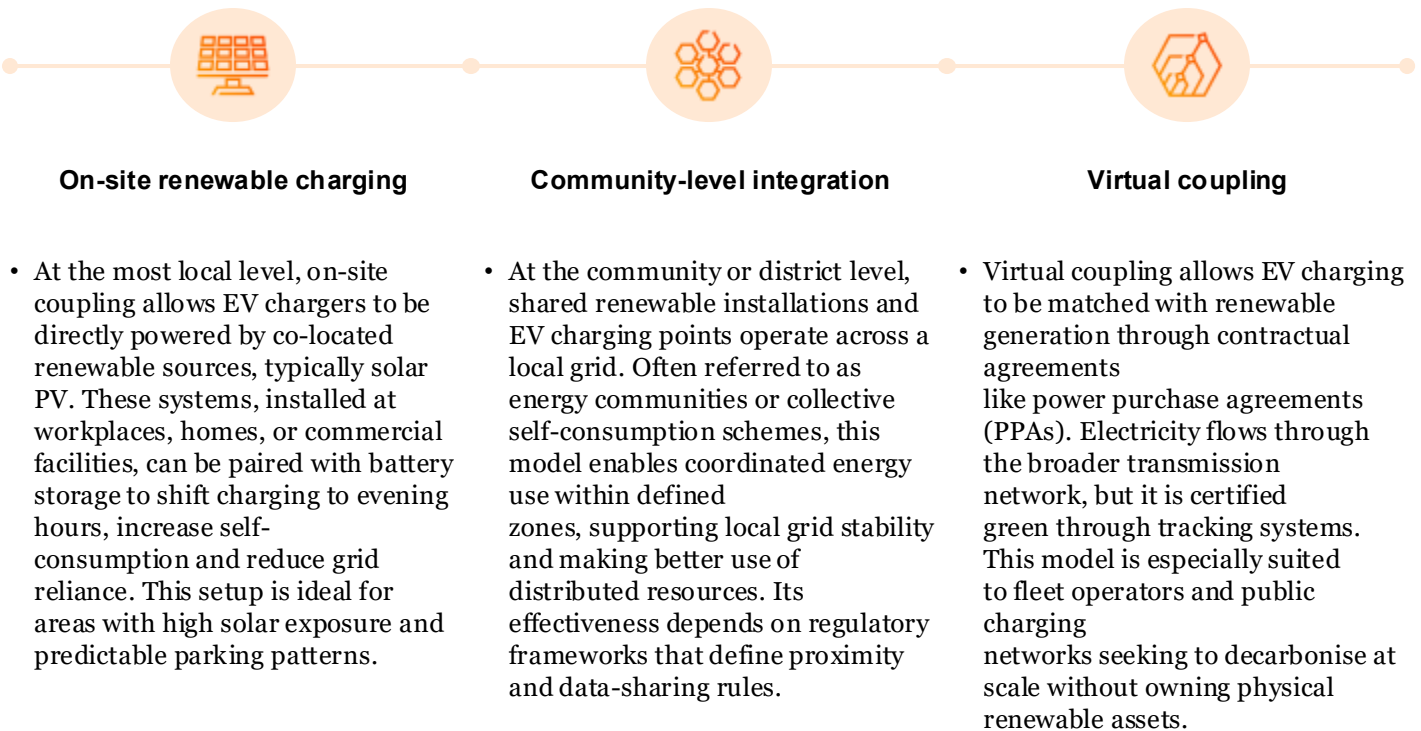 On-site renewable charging
• At the most local level, on-site
coupling allows EV chargers to be
directly powered by co-located
renewable sources, typically solar
PV. These systems, installed at
workplaces, homes, or commercial
facilities, can be paired with battery
storage to shift charging to evening
hours, increase self-
consumption and reduce grid
reliance. This setup is ideal for
areas with high solar exposure and
predictable parking patterns.
Community-level integration
• At the community or district level,
shared renewable installations and
EV charging points operate across a
local grid. Often referred to as
energy communities or collective
self-consumption schemes, this
model enables coordinated energy
use within defined
zones, supporting local grid stability
and making better use of
distributed resources. Its
effectiveness depends on regulatory
frameworks that define proximity
and data-sharing rules.
Virtual coupling
• Virtual coupling allows EV charging
to be matched with renewable
generation through contractual
agreements
like power purchase agreements
(PPAs). Electricity flows through
the broader transmission
network, but it is certified
green through tracking systems.
This model is especially suited
to fleet operators and public
charging
networks seeking to decarbonise at
scale without owning physical
renewable assets.